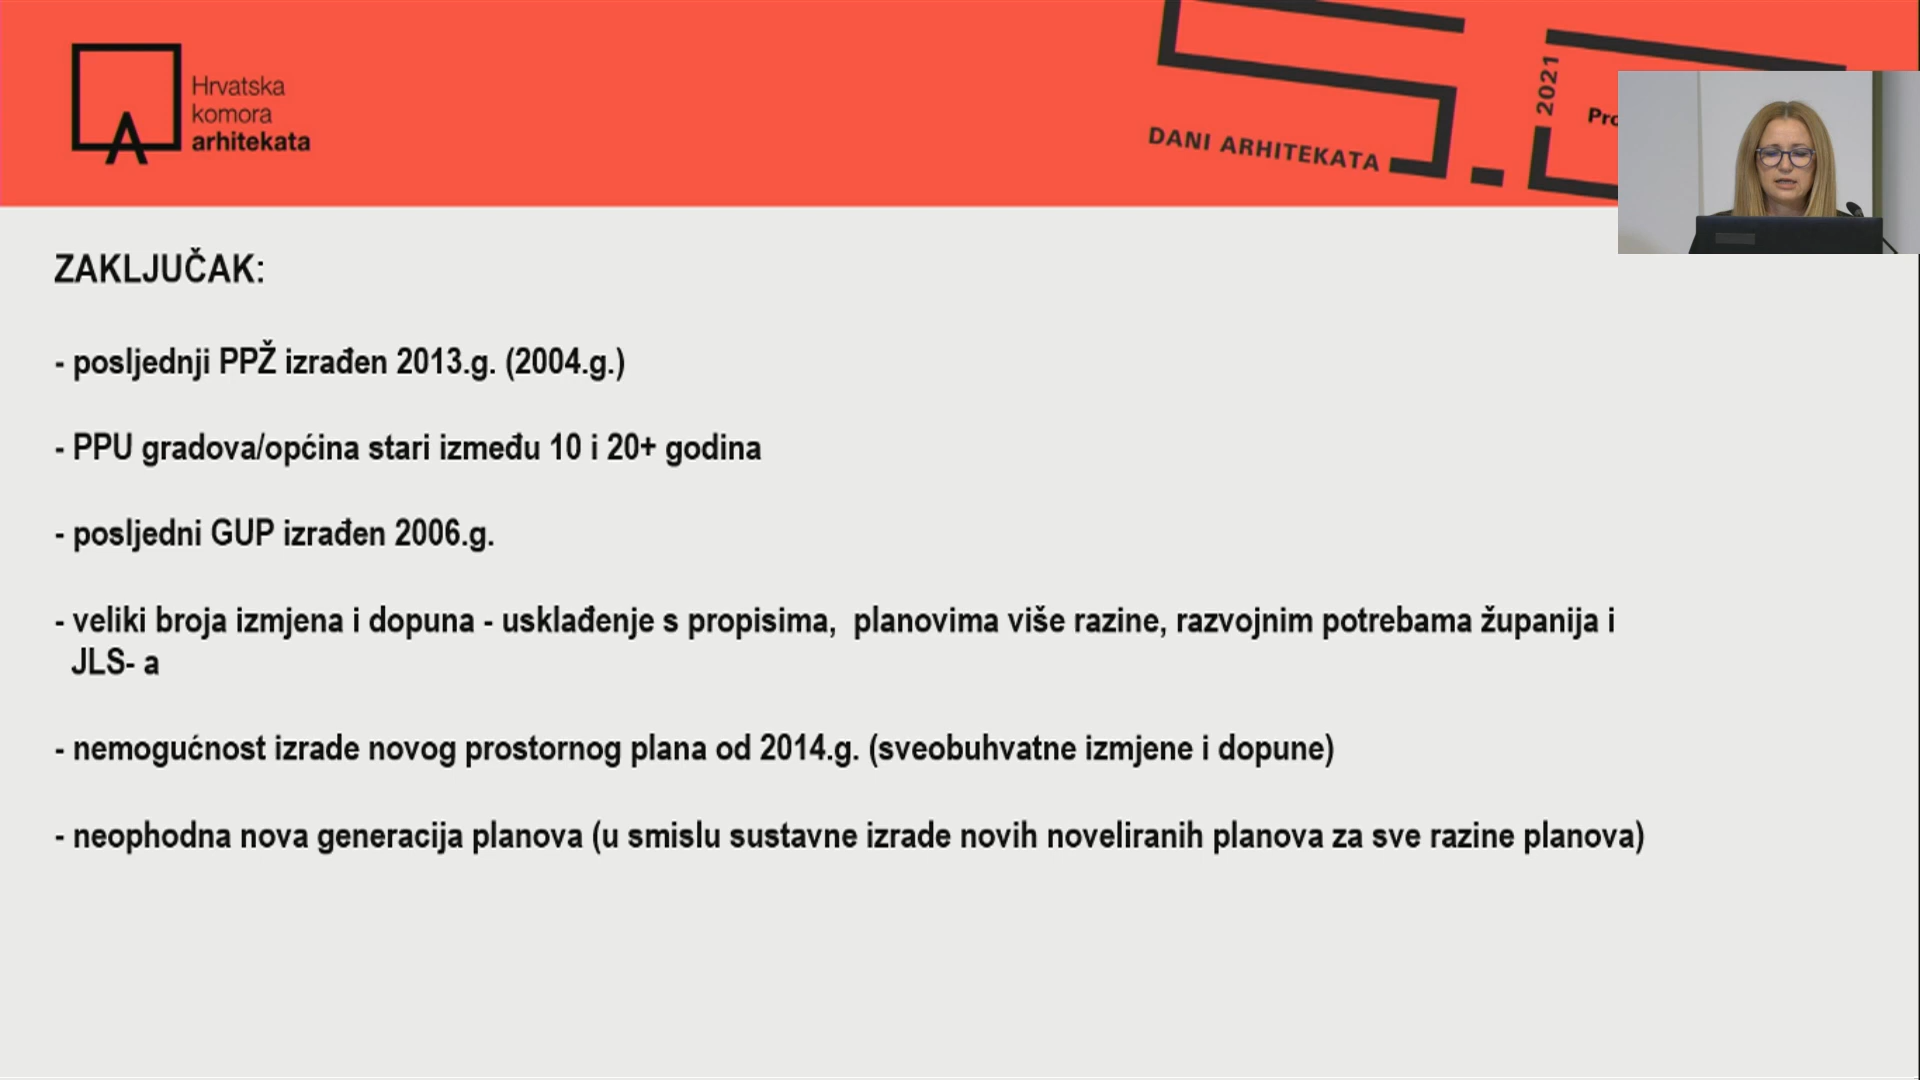 Hrvatska
komora
arhitekata
DANI ARHITEKATA
2021
ZAKLJUČAK:
- posljednji PPŽ izrađen 2013.g. (2004.g.)
- PPU gradova/općina stari između 10 i 20+ godina
- posljedni GUP izrađen 2006.g.
- veliki broja izmjena i dopuna - usklađenje s propisima, planovima više razine, razvojnim potrebama županija i
JLS- a
- nemogućnost izrade novog prostornog plana od 2014.g. (sveobuhvatne izmjene i dopune)
- neophodna nova generacija planova (u smislu sustavne izrade novih noveliranih planova za sve razine planova)